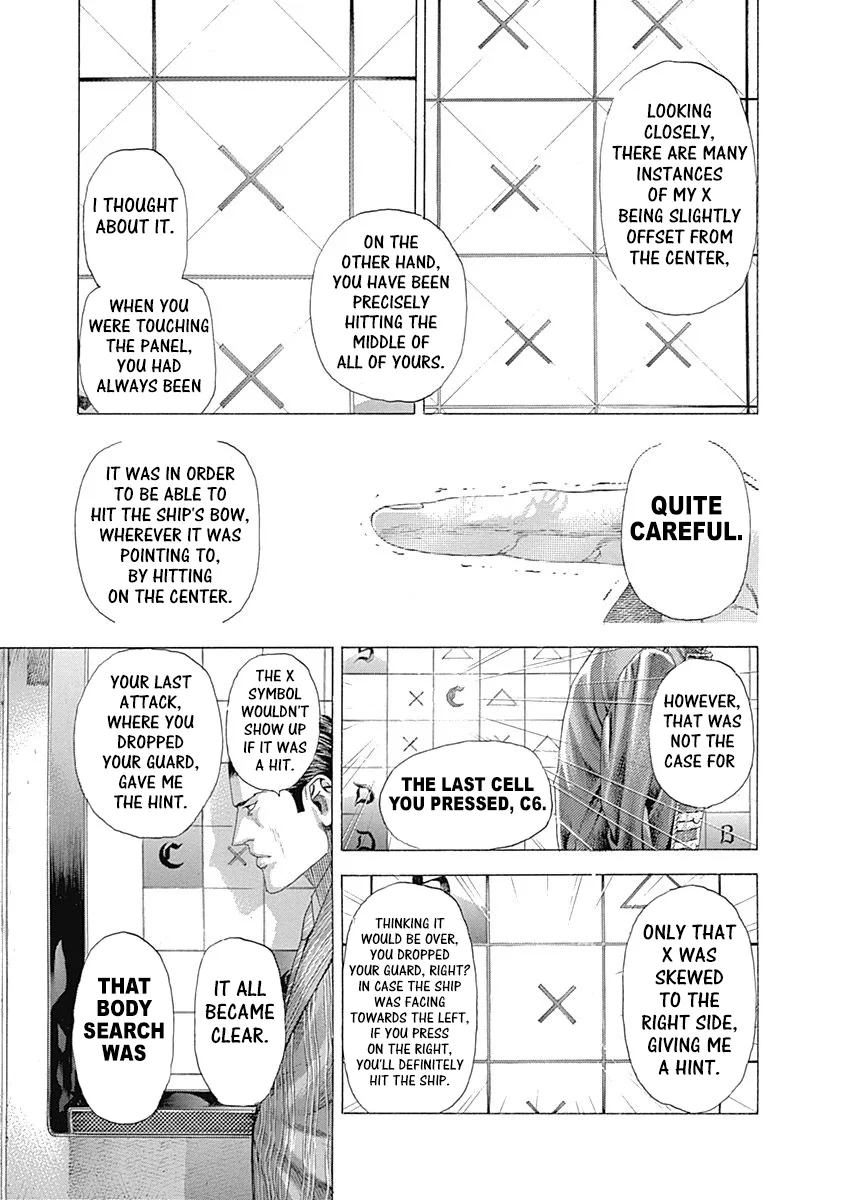 LOOKING
CLOSELY,
THERE ARE MANY
INSTANCES
OF MY X
BEING SLIGHTLY
OFFSET FROM
THE CENTER,
ON THE
OTHER HAND,
YOU HAVE BEEN
PRECISELY
HITTING THE
MIDDLE OF
ALL OF YOURS.
I THOUGHT
ABOUT IT.
WHEN YOU
WERE TOUCHING
THE PANEL,
YOU HAD
ALWAYS BEEN
QUITE
CAREFUL.
IT WAS IN ORDER
TO BE ABLE TO
HIT THE SHIP'S BOW,
WHEREVER IT WAS
POINTING TO,
BY HITTING
ON THE CENTER.
HOWEVER,
THAT WAS
NOT THE
CASE FOR
THE LAST CELL
YOU PRESSED, C6.
C
D
D
B
ONLY THAT
X WAS
SKEWED
TO THE
RIGHT SIDE,
GIVING ME
A HINT.
THINKING IT
WOULD BE OVER,
YOU DROPPED
YOUR GUARD, RIGHT?
IN CASE THE SHIP
WAS FACING
TOWARDS THE LEFT,
IF YOU PRESS
ON THE RIGHT,
YOU'LL DEFINITELY
HIT THE SHIP.
THE X
SYMBOL
WOULDN'T
SHOW UP
IF IT WAS
A HIT.
YOUR LAST
ATTACK,
WHERE YOU
DROPPED
YOUR GUARD,
GAVE ME
THE HINT.
C
IT ALL
BECAME
CLEAR.
THAT
BODY
SEARCH
WAS